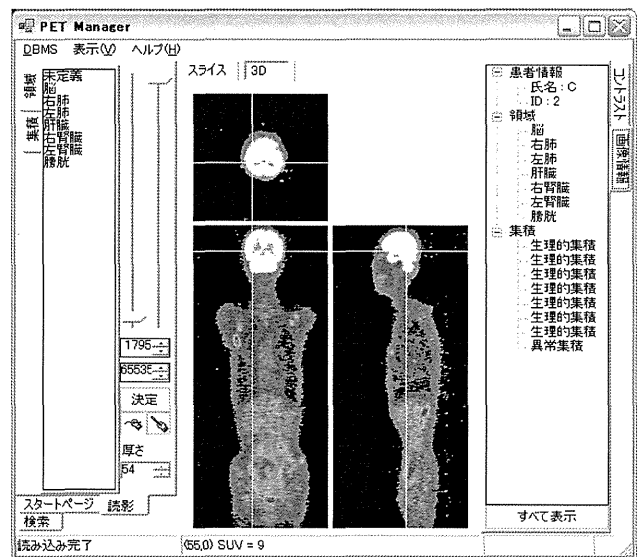 PET Manager
DBMS 表示(V) ヘルプ(H)
領域
集積
未定義
脳
右肺
左肺
肝臓
右腎臓
左腎臓
膀胱
1795
65535
決定
厚さ
54
スライス 3D
患者情報
氏名 : C
ID : 2
領域
脳
右肺
左肺
肝臓
右腎臓
左腎臓
膀胱
集積
生理的集積
生理的集積
生理的集積
生理的集積
生理的集積
生理的集積
生理的集積
異常集積
すべて表示
コントラスト
画像情報
スタートページ 読影
検索
読み込み完了
(55,0) SUV = 9